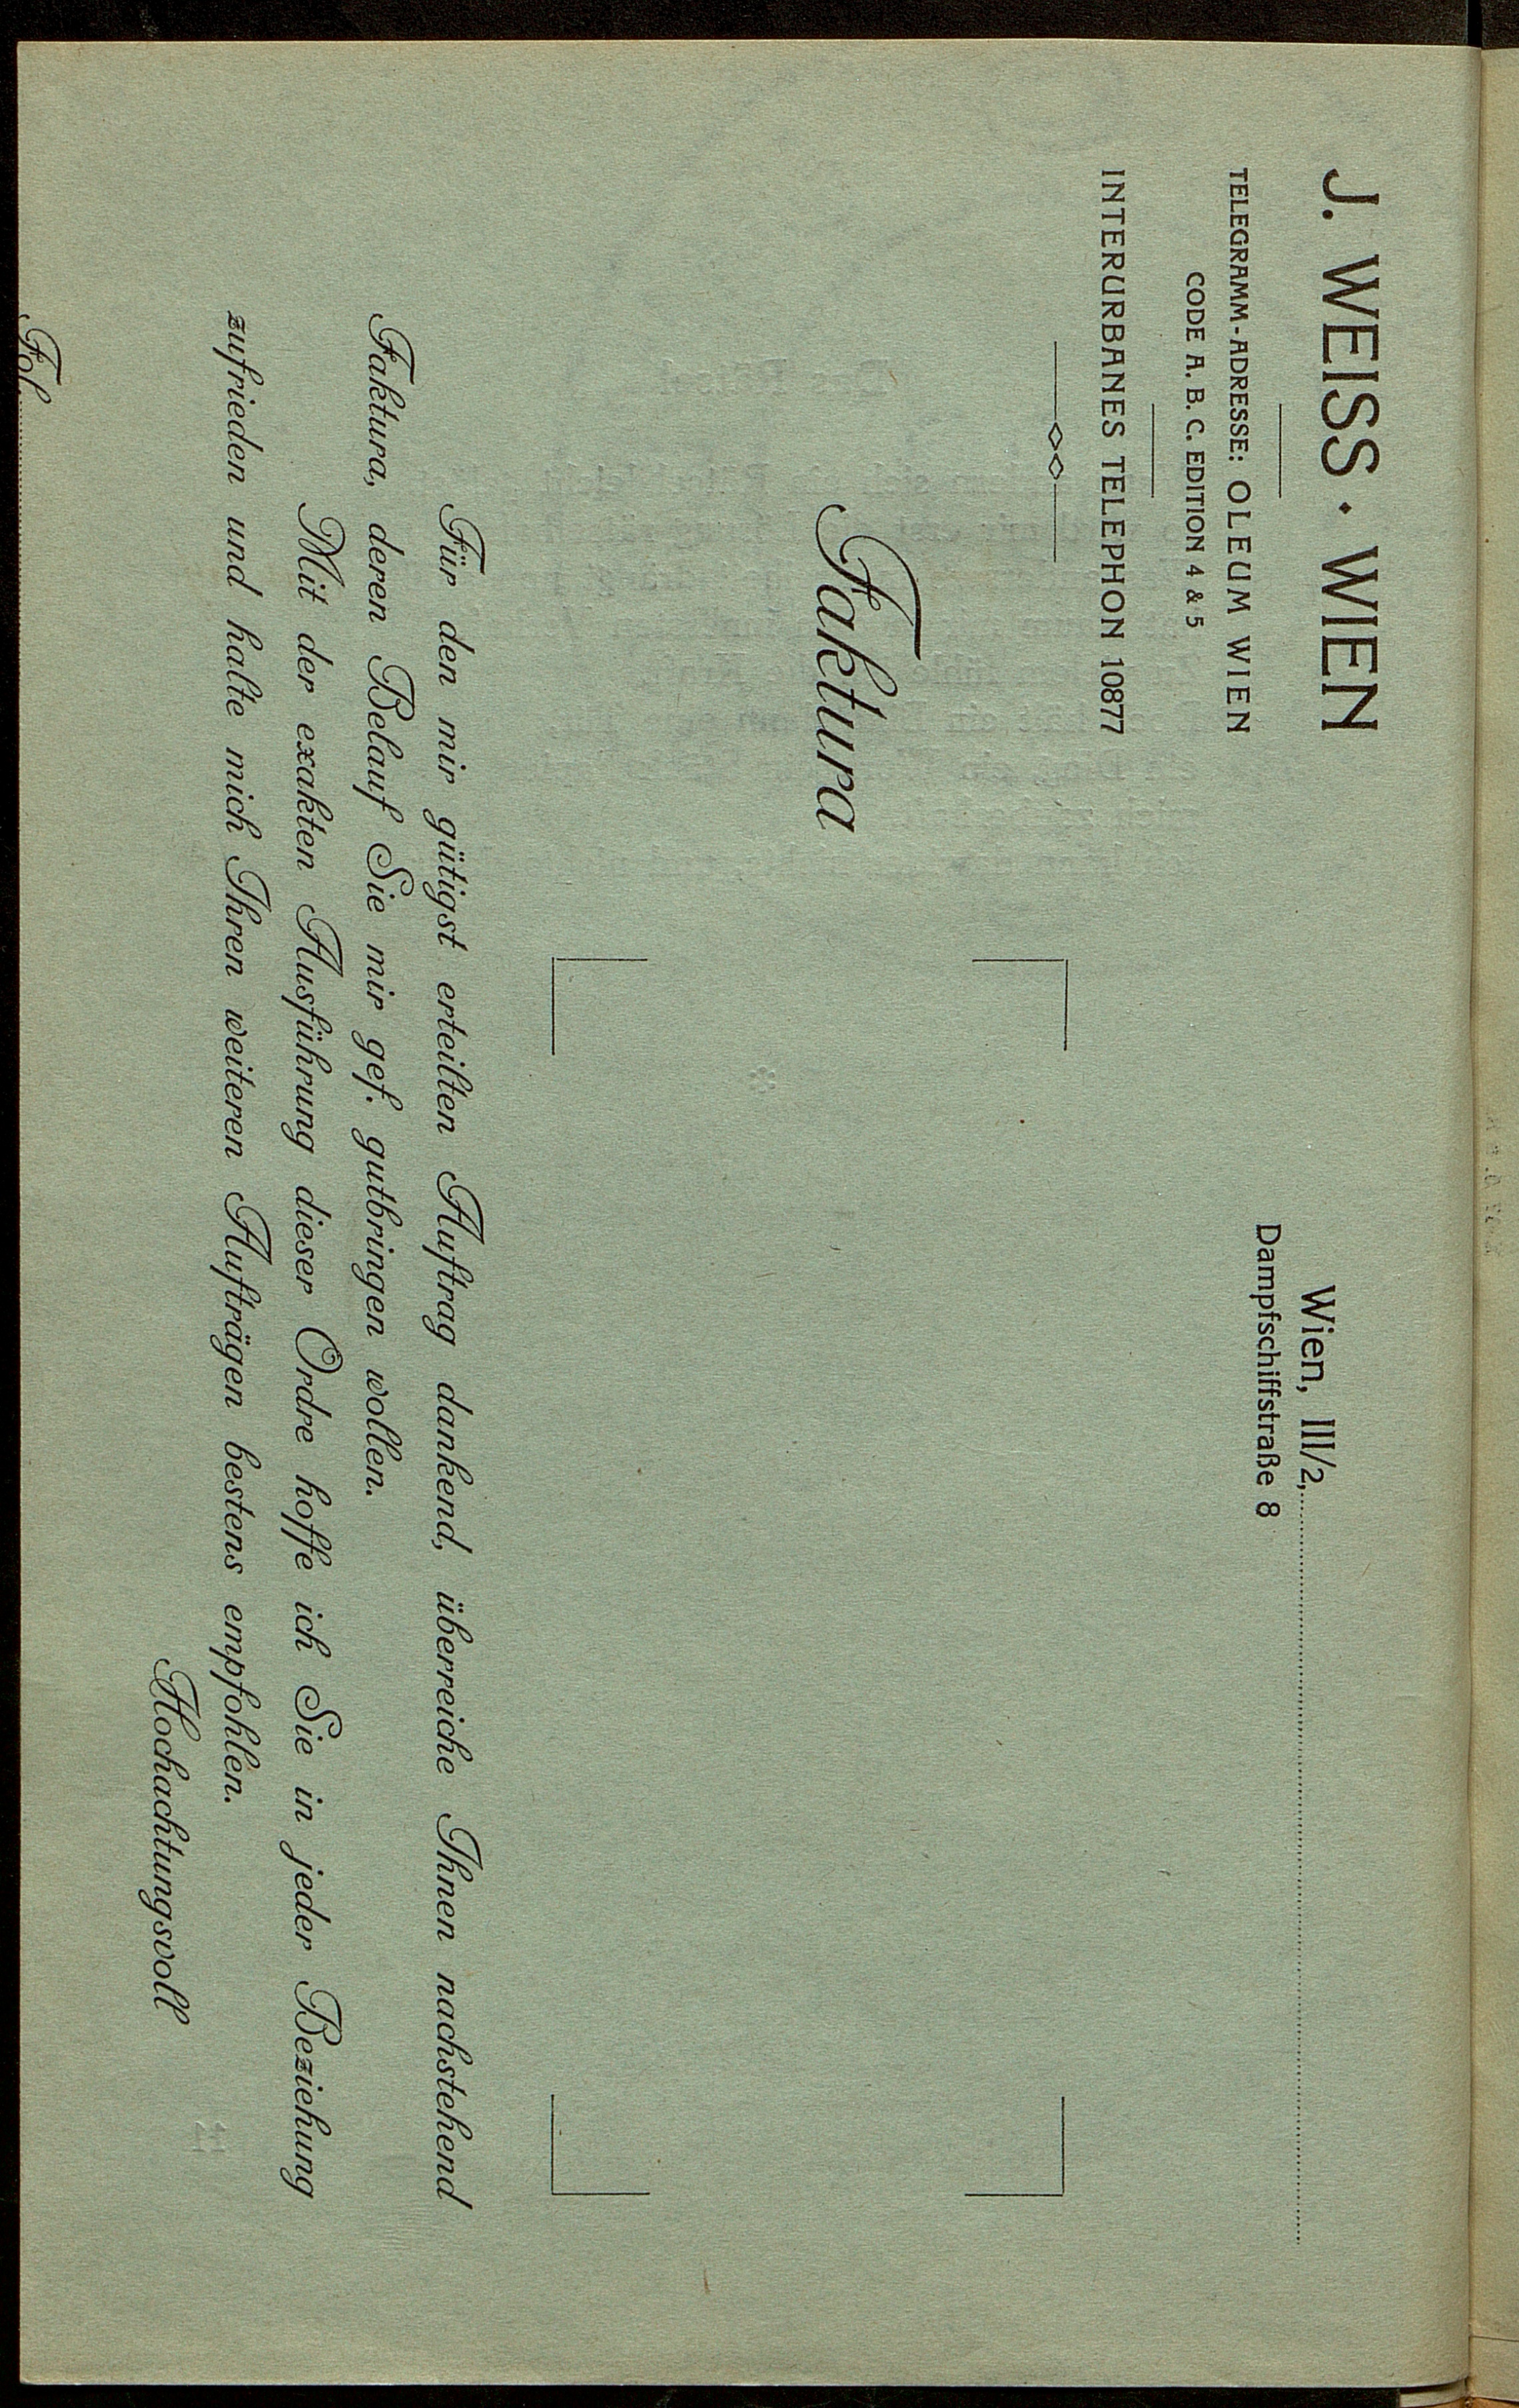 J. WEISS · WIEN
TELEGRAMM-ADRESSE: OLEUM WIEN
CODE A. B. C. EDITION 4 & 5
INTERURBANES TELEPHON 10877
Wien, III/2,
Dampfschiffstraße 8
Faktura
Für den mir gütigst erteilten Auftrag dankend, überreiche Ihnen nachstehend
Faktura, deren Belauf Sie mir gef. gutbringen wollen.
Mit der exakten Ausführung dieser Ordre hoffe ich Sie in jeder Beziehung
zufrieden und halte mich Ihren weiteren Aufträgen bestens empfohlen.
Hochachtungsvoll
Fol.
11